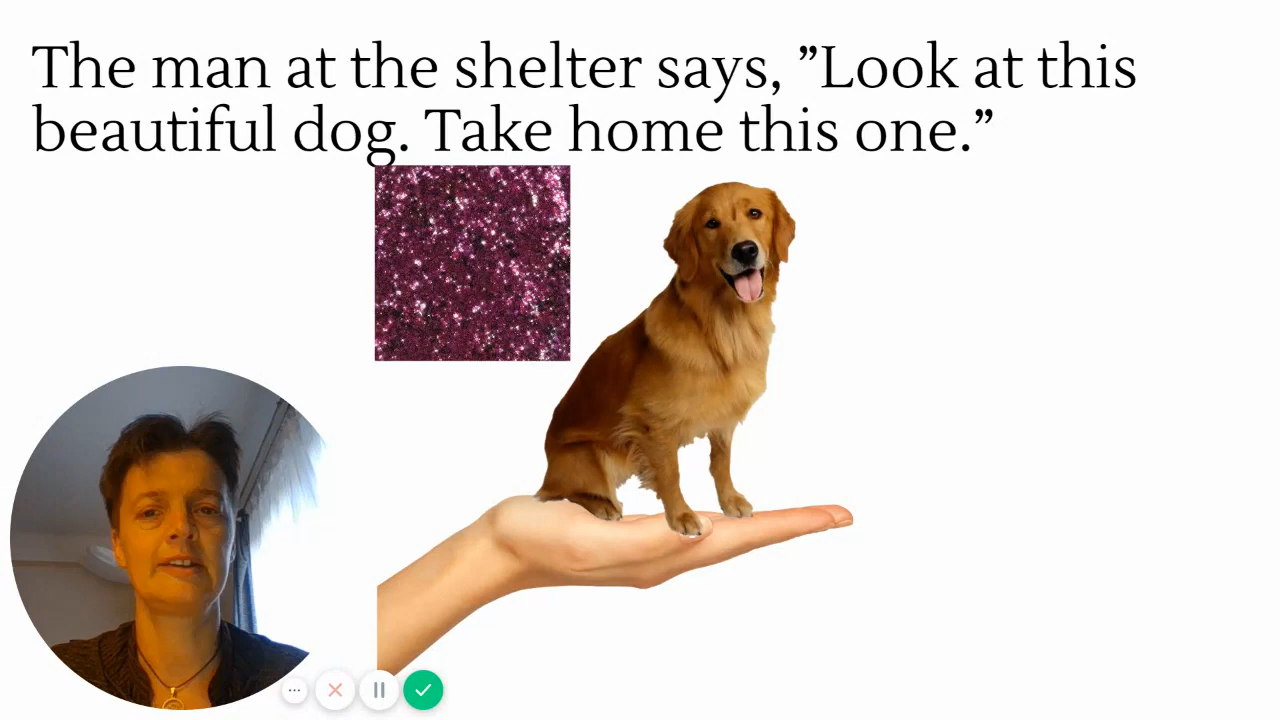 The man at the shelter says, ”Look at this
beautiful dog. Take home this one.”